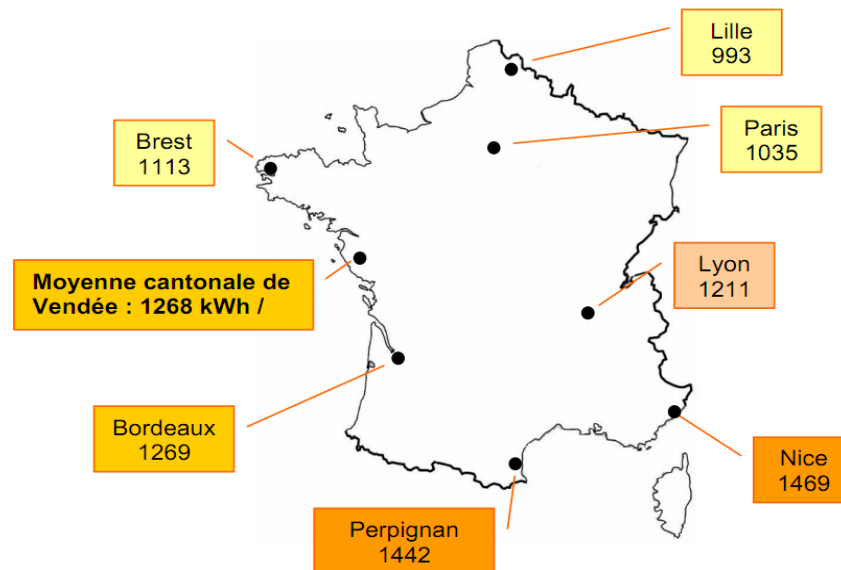 Lille
993
Paris
1035
Brest
1113
Lyon
1211
Moyenne cantonale de
Vendée : 1268 kWh /
Bordeaux
1269
Nice
1469
Perpignan
1442